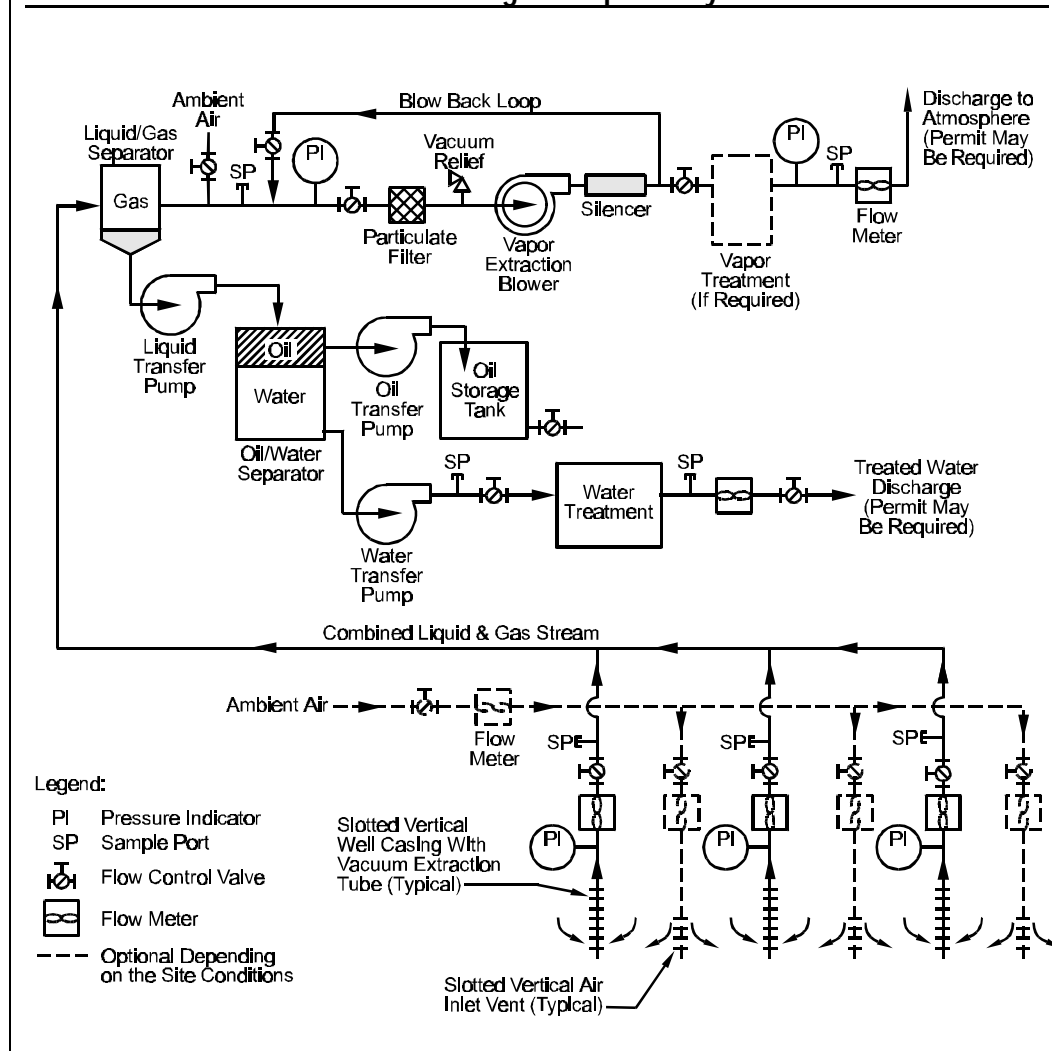 Ambient
Air
Blow Back Loop
Discharge to
Atmosphere
(Permit May
Be Required)
Liquid/Gas
Separator
PI
Vacuum
Relief
PI
SP
SP
Gas
Silencer
Flow
Meter
Particulate
Filter
Vapor
Extraction
Blower
Vapor
Treatment
(If Required)
Liquid
Transfer
Pump
Oil
Water
Oil/Water
Separator
Oil
Transfer
Pump
Oil
Storage
Tank
SP
SP
Water
Treatment
Treated Water
Discharge
(Permit May
Be Required)
Water
Transfer
Pump
Combined Liquid & Gas Stream
Ambient Air
Flow
Meter
SP
SP
SP
Legend:
PI Pressure Indicator
SP Sample Port
Flow Control Valve
Flow Meter
Optional Depending
on the Site Conditions
Slotted Vertical
Well Casing With
Vacuum Extraction
Tube (Typical)
PI
PI
PI
Slotted Vertical Air
Inlet Vent (Typical)